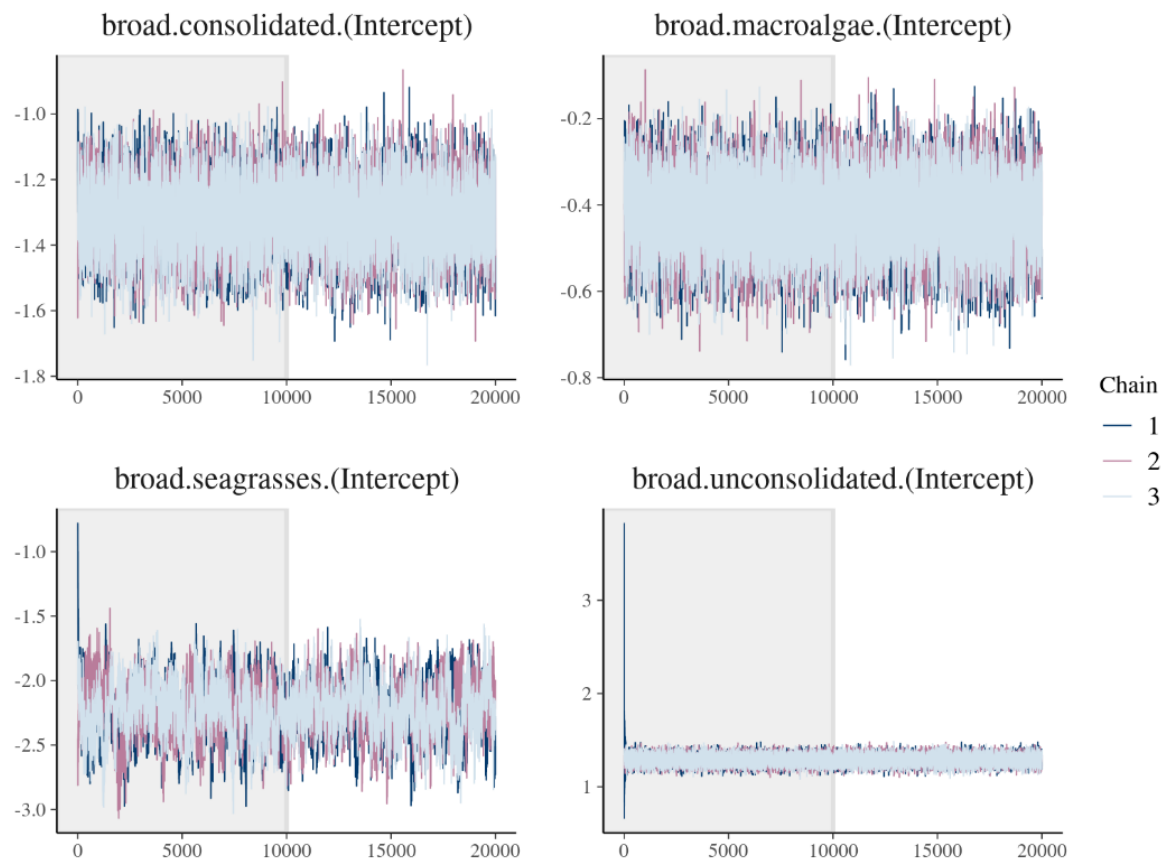 broad.consolidated.(Intercept)
broad.macroalgae.(Intercept)
-1.0
-1.2
-1.4
-1.6
-1.8
0 5000 10000 15000 20000
-0.2
-0.4
-0.6
-0.8
0 5000 10000 15000 20000
broad.seagrasses.(Intercept)
broad.unconsolidated.(Intercept)
-1.0
-1.5
-2.0
-2.5
-3.0
0 5000 10000 15000 20000
3
2
1
0 5000 10000 15000 20000
Chain
1
2
3